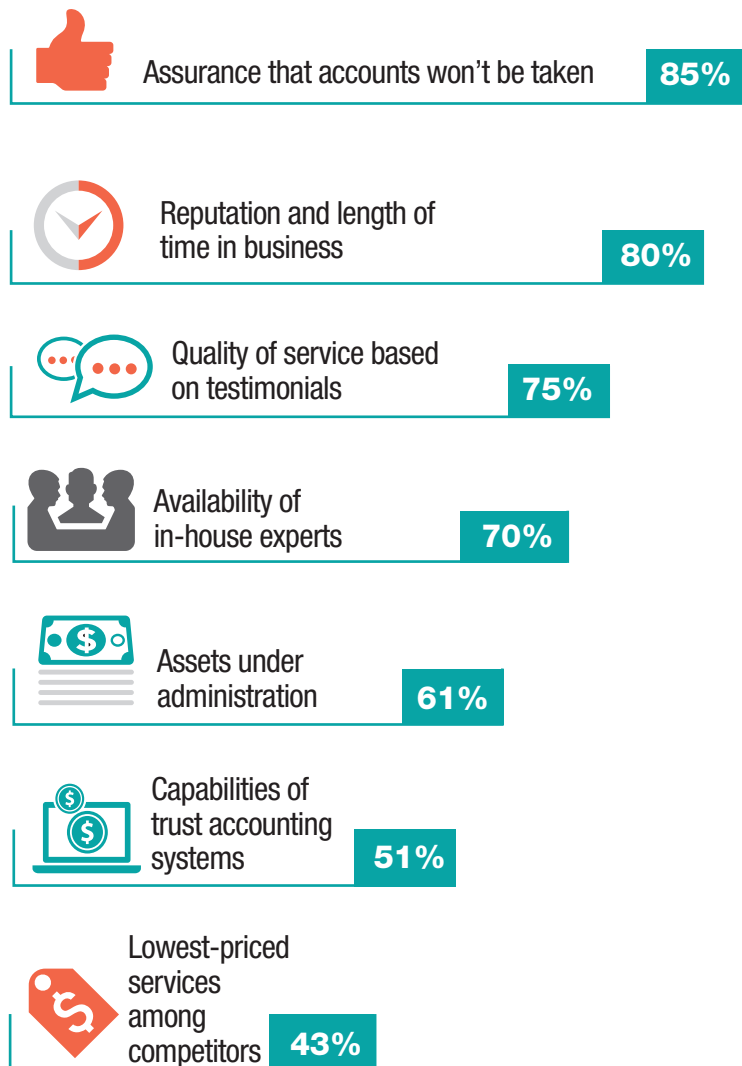 Assurance that accounts won’t be taken 85%
Reputation and length of
time in business
80%
Quality of service based
on testimonials
75%
Availability of
in-house experts
70%
$
Assets under
administration
61%
$
$
Capabilities of
trust accounting
systems
51%
$
Lowest-priced
services
among
competitors
43%